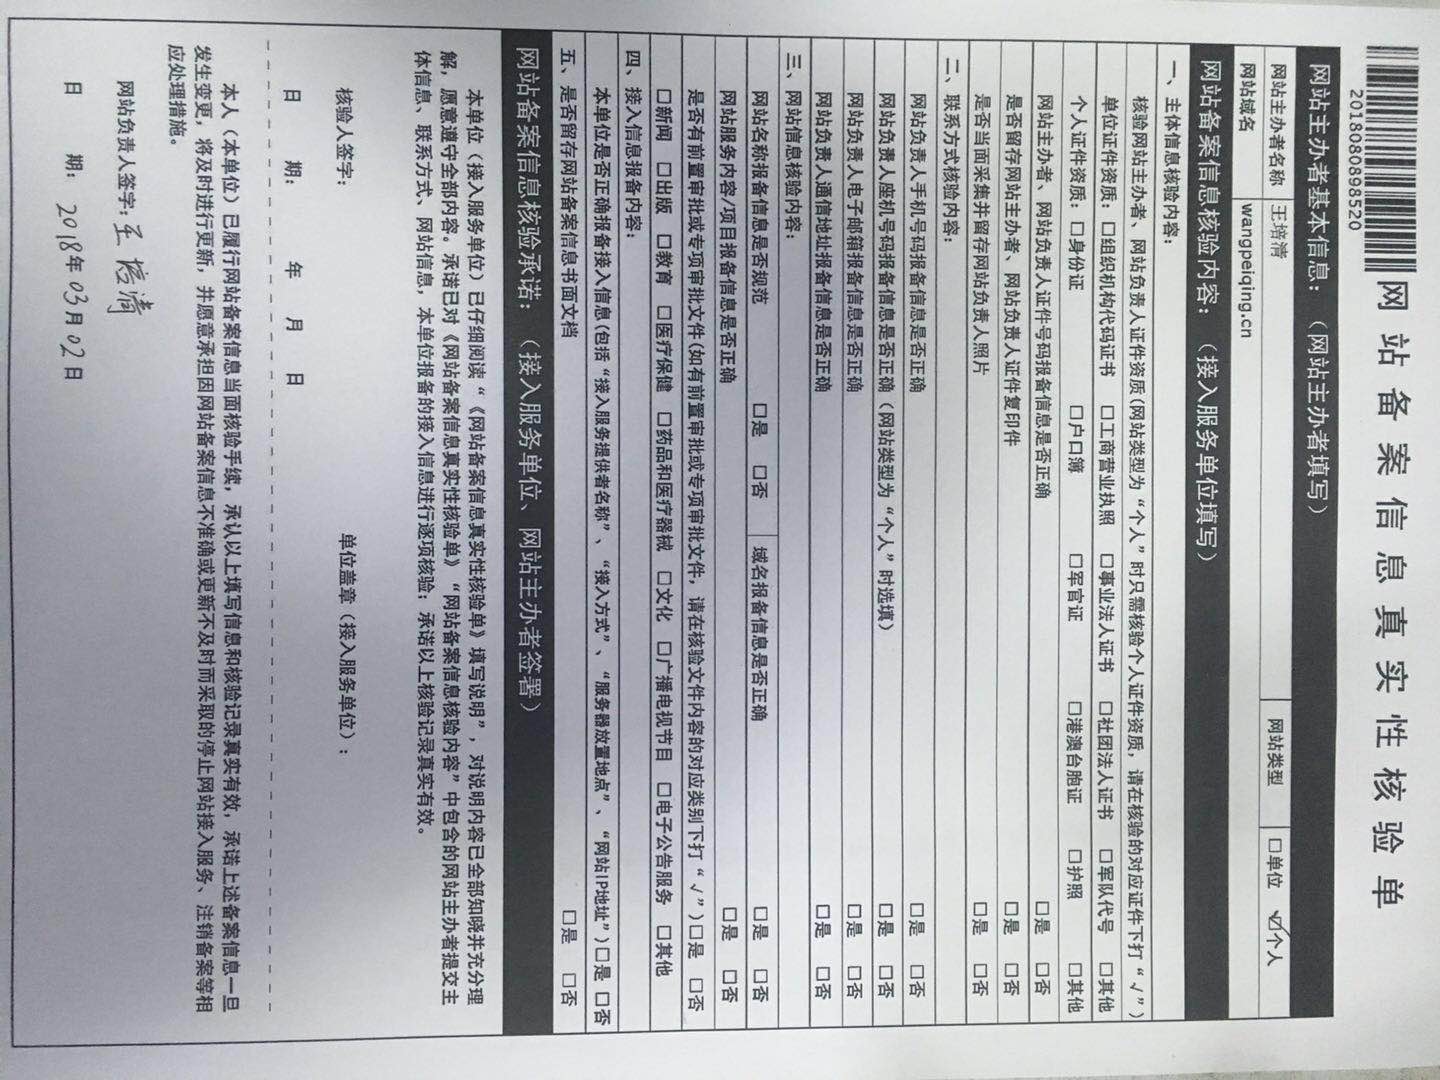 20180808985​20
网站备案信息真实性核验单
网站主办者基本信息：（网站主办者填写）
网站主办者名称 王培清 网站类型 □单位 ☑个人
网站域名 wangpeiqing.cn
网站备案信息核验内容：（接入服务单位填写）
一、主体信息核验内容：
核验网站主办者、网站负责人证件资质(网站类型为“个人”时只需核验个人证件资质，请在核验的对应证件下打“√”)
单位证件资质：□组织机构代码证书 □工商营业执照 □事业法人证书 □社团法人证书 □军队代号 □其他
个人证件资质：□身份证 □户口簿 □军官证 □港澳台胞证 □护照 □其他
网站主办者、网站负责人证件号码报备信息是否正确 □是 □否
是否留存网站主办者、网站负责人证件复印件 □是 □否
是否当面采集并留存网站负责人照片 □是 □否
二、联系方式核验内容：
网站负责人手机号码报备信息是否正确 □是 □否
网站负责人座机号码报备信息是否正确（网站类型为“个人”时选填） □是 □否
网站负责人电子邮箱报备信息是否正确 □是 □否
网站负责人通信地址报备信息是否正确 □是 □否
三、网站信息核验内容：
网站名称报备信息是否规范 □是 □否 域名报备信息是否正确 □是 □否
网站服务内容/项目报备信息是否正确 □是 □否
是否有前置审批或专项审批文件(如有前置审批或专项审批文件，请在核验文件内容的对应类别下打“√”) □是 □否
□新闻 □出版 □教育 □医疗保健 □药品和医疗器械 □文化 □广播电视节目 □电子公告服务 □其他
四、接入信息报备内容：
本单位是否正确报备接入信息(包括“接入服务提供者名称”、“接入方式”、“服务器放置地点”、“网站IP地址”) □是 □否
五、是否留存网站备案信息书面文档 □是 □否
网站备案信息核验承诺：（接入服务单位、网站主办者签署）
本单位（接入服务单位）已仔细阅读“《网站备案信息真实性核验单》填写说明”，对说明内容已全部知晓并充分理
解，愿意遵守全部内容。承诺已对《网站备案信息真实性核验单》“网站备案信息核验内容”中包含的网站主办者提交主
体信息、联系方式、网站信息，本单位报备的接入信息进行逐项核验；承诺以上核验记录真实有效。
核验人签字： 单位盖章（接入服务单位）：
日 期： 年 月 日
本人（本单位）已履行网站备案信息当面核验手续，承认以上填写信息和核验记录真实有效，承诺上述备案信息一旦
发生变更，将及时进行更新，并愿意承担因网站备案信息不准确或更新不及时而采取的停止网站接入服务、注销备案等相
应处理措施。
网站负责人签字：王培清
日 期：2018年03月02日